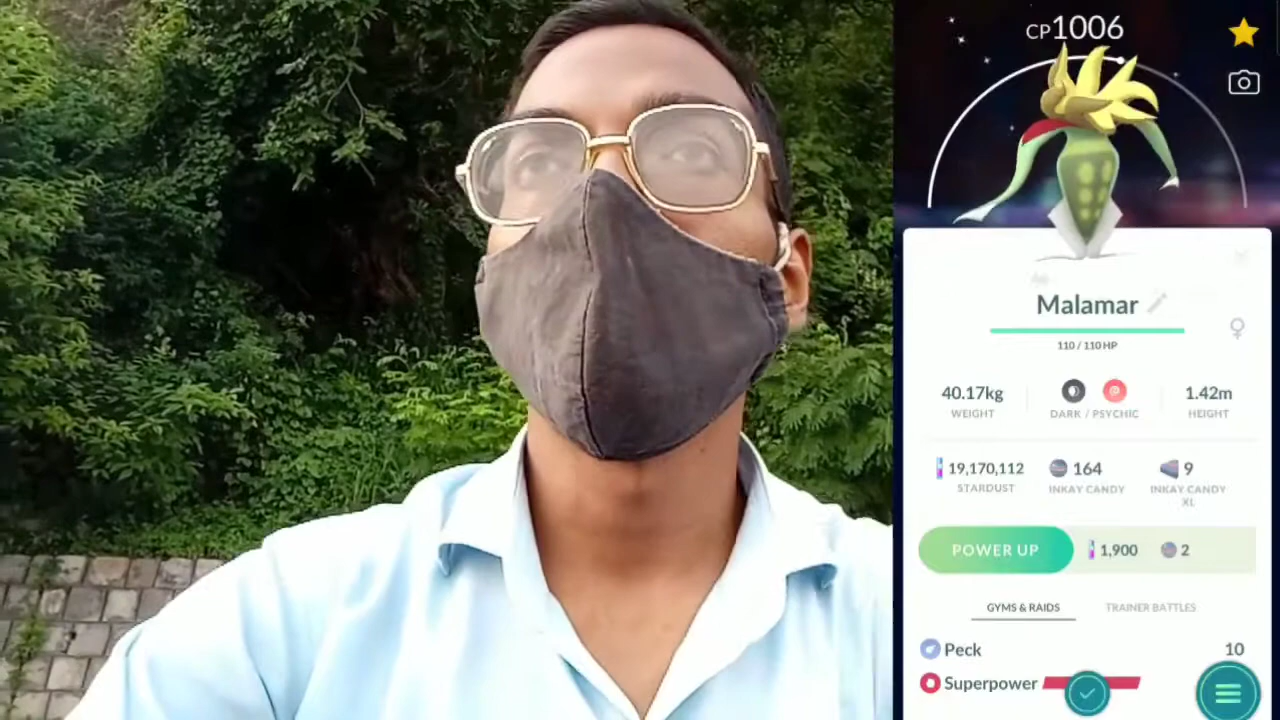 CP1006
Malamar
110 / 110 HP
40.17kg
WEIGHT
DARK / PSYCHIC
1.42m
HEIGHT
19,170,112
STARDUST
164
INKAY CANDY
9
INKAY CANDY
XL
POWER UP
1,900
2
GYMS & RAIDS
TRAINER BATTLES
Peck
10
Superpower